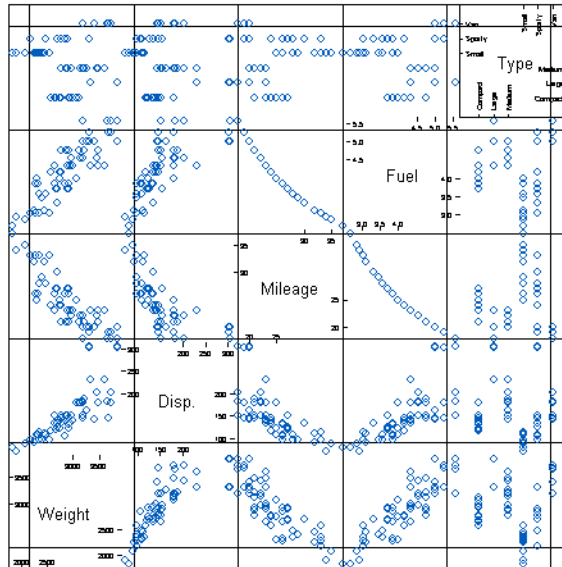 Van
Sporty
Small
Type
Small
Sporty
Van
Medium
Large
Compact
Compact
Large
Medium
5.5
5.0
4.5
4.5 5.0 5.5
Fuel
4.0
3.5
3.0
3.0 3.5 4.0
30 35
35
30
Mileage
25
20
300
250
200
200 250 300
Disp.
200
150
100
100 150 200
3000 3500
3500
3000
Weight
2500
2000
2000 2500